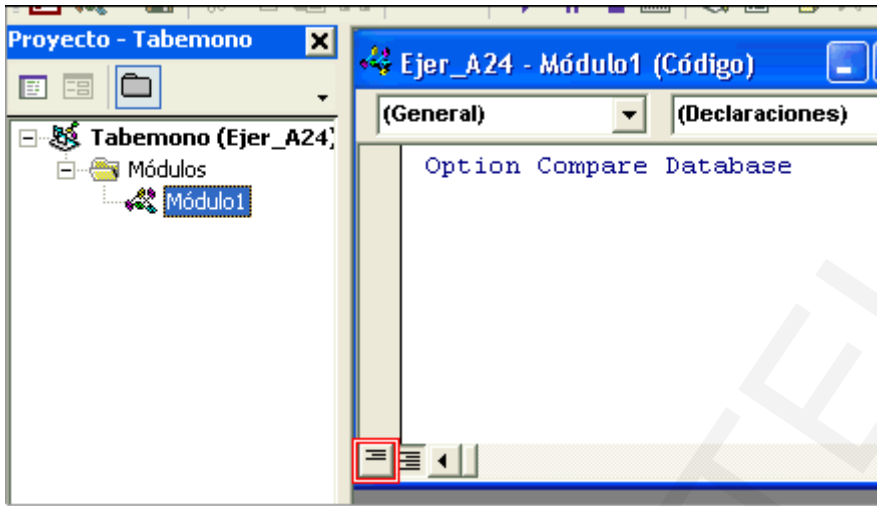 Proyecto - Tabemono
Tabemono (Ejer_A24)
Módulos
Módulo1
Ejer_A24 - Módulo1 (Código)
(General)
(Declaraciones)
Option Compare Database